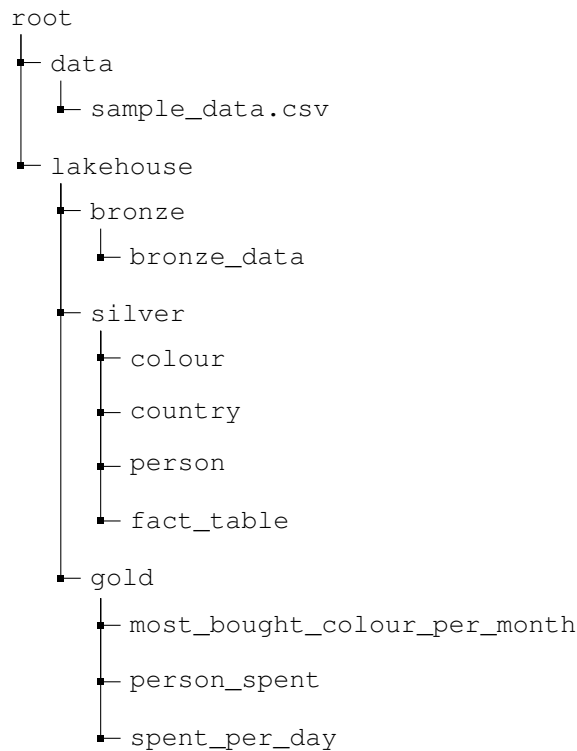 root
data
sample_data.csv
lakehouse
bronze
bronze_data
silver
colour
country
person
fact_table
gold
most_bought_colour_per_month
person_spent
spent_per_day